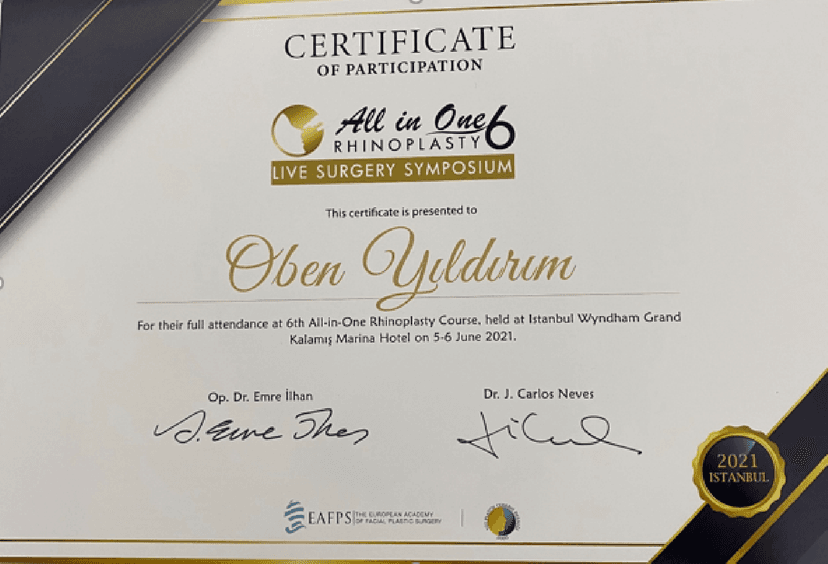 CERTIFICATE
OF PARTICIPATION
All in One 6
RHINOPLASTY
LIVE SURGERY SYMPOSIUM
This certificate is presented to
Oben Yıldırım
For their full attendance at 6th All-in-One Rhinoplasty Course, held at Istanbul Wyndham Grand
Kalamış Marina Hotel on 5-6 June 2021.
Op. Dr. Emre İlhan
Dr. J. Carlos Neves
2021
ISTANBUL
EAFPS THE EUROPEAN ACADEMY
OF FACIAL PLASTIC SURGERY